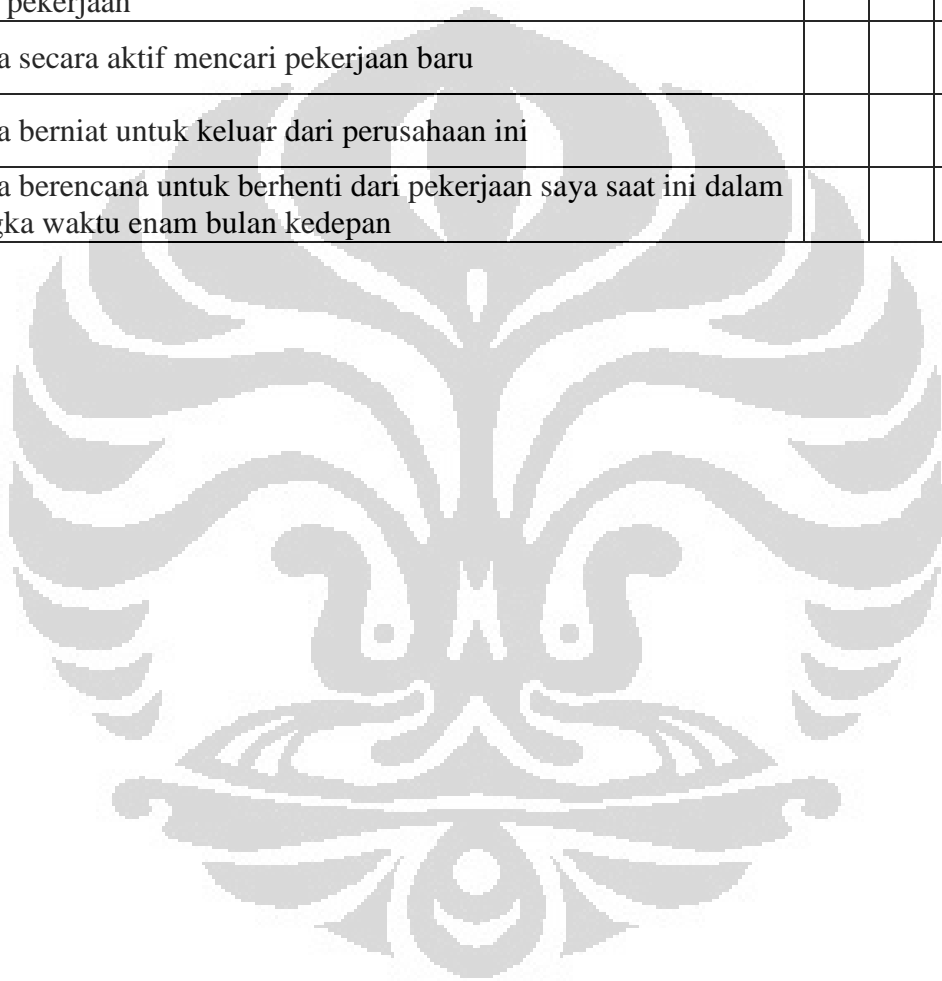 pekerjaan
a secara aktif mencari pekerjaan baru
a berniat untuk keluar dari perusahaan ini
a berencana untuk berhenti dari pekerjaan saya saat ini dalam
gka waktu enam bulan kedepan